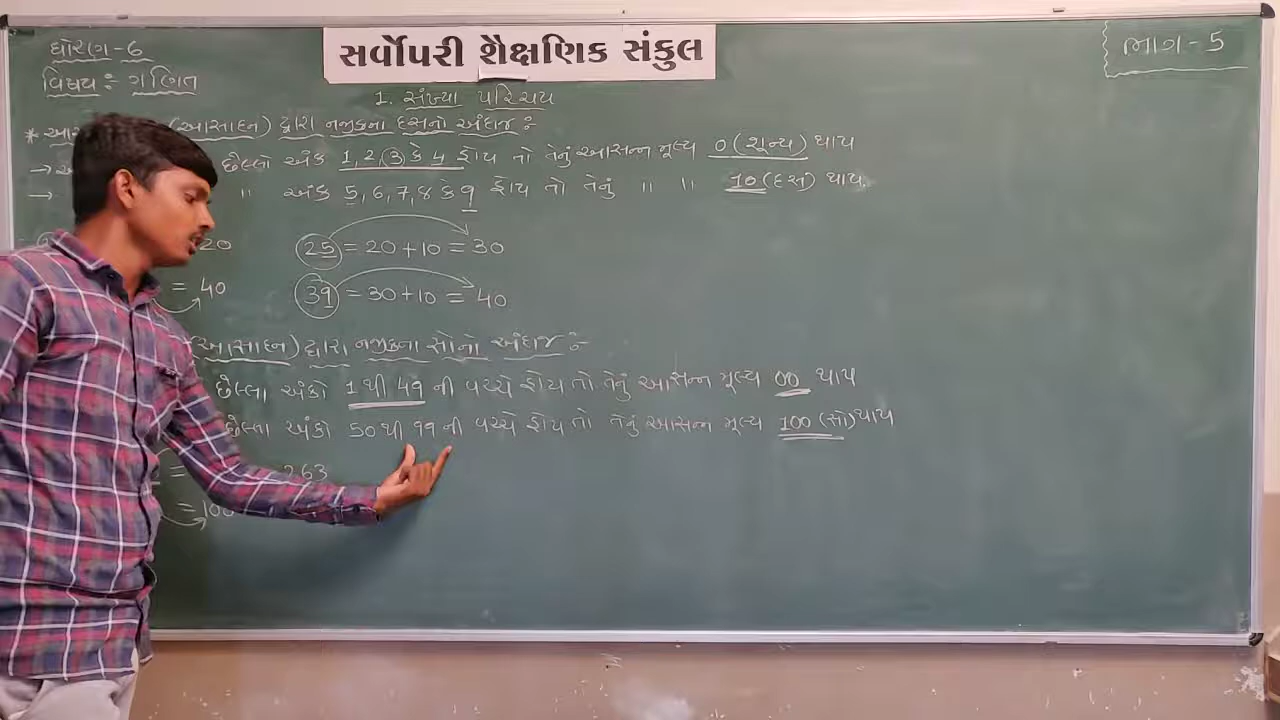 ધોરણ-6
સર્વોપરી શૈક્ષણિક સંકુલ
ભાગ-5
વિષય: ગણિત
1. સંખ્યા પરિચય
* (આસાદન) દ્વારા નજીકના દસનો અંદાજ :
→ છેલ્લો અંક 1,2,3 કે 4 હોય તો તેનું આસન્ન મૂલ્ય 0 (શૂન્ય) થાય
→ " અંક 5,6,7,8 કે 9 હોય તો તેનું " " 10 (દસ) થાય.
20 25 = 20+10 = 30
= 40 39 = 30+10 = 40
(આસાદન) દ્વારા નજીકના સોનો અંદાજ :
છેલ્લા અંકો 1 થી 49 ની વચ્ચે હોય તો તેનું આસન્ન મૂલ્ય 00 થાય
છેલ્લા અંકો 50 થી 99 ની વચ્ચે હોય તો તેનું આસન્ન મૂલ્ય 100 (સો) થાય
= 263
= 100